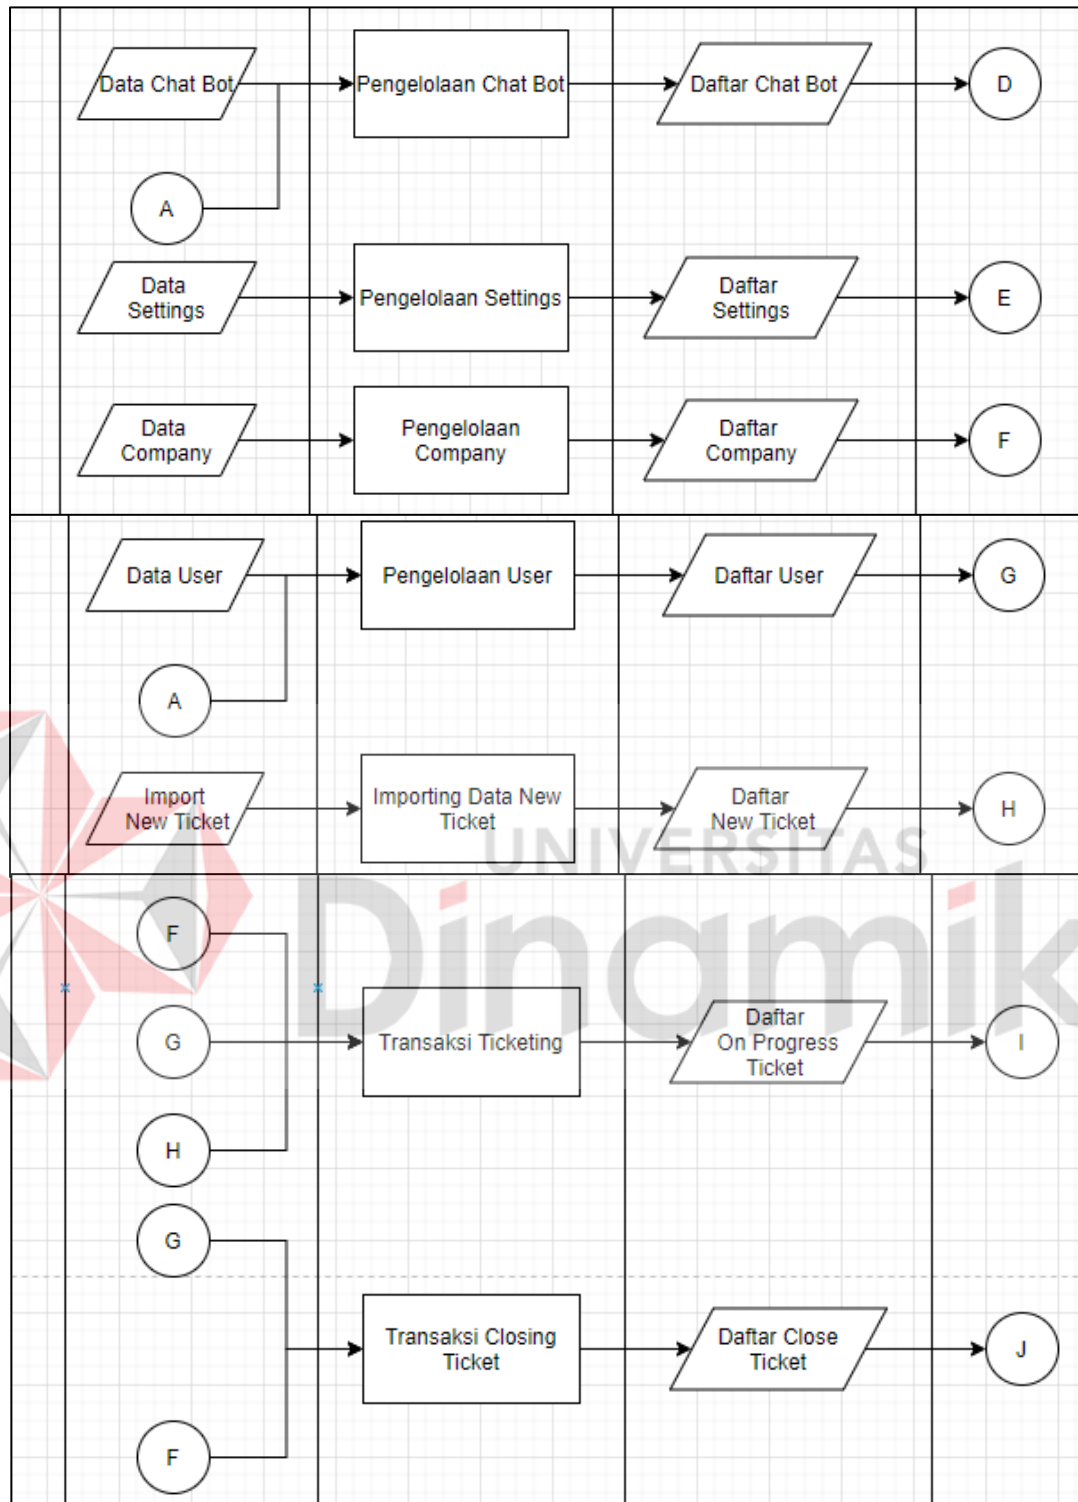 Data Chat Bot
Pengelolaan Chat Bot
Daftar Chat Bot
D
A
Data
Settings
Pengelolaan Settings
Daftar
Settings
E
Data
Company
Pengelolaan
Company
Daftar
Company
F
Data User
Pengelolaan User
Daftar User
G
A
Import
New Ticket
Importing Data New
Ticket
Daftar
New Ticket
H
UNIVERSITAS
Dinamik
F
G
Transaksi Ticketing
Daftar
On Progress
Ticket
I
H
G
Transaksi Closing
Ticket
Daftar Close
Ticket
J
F